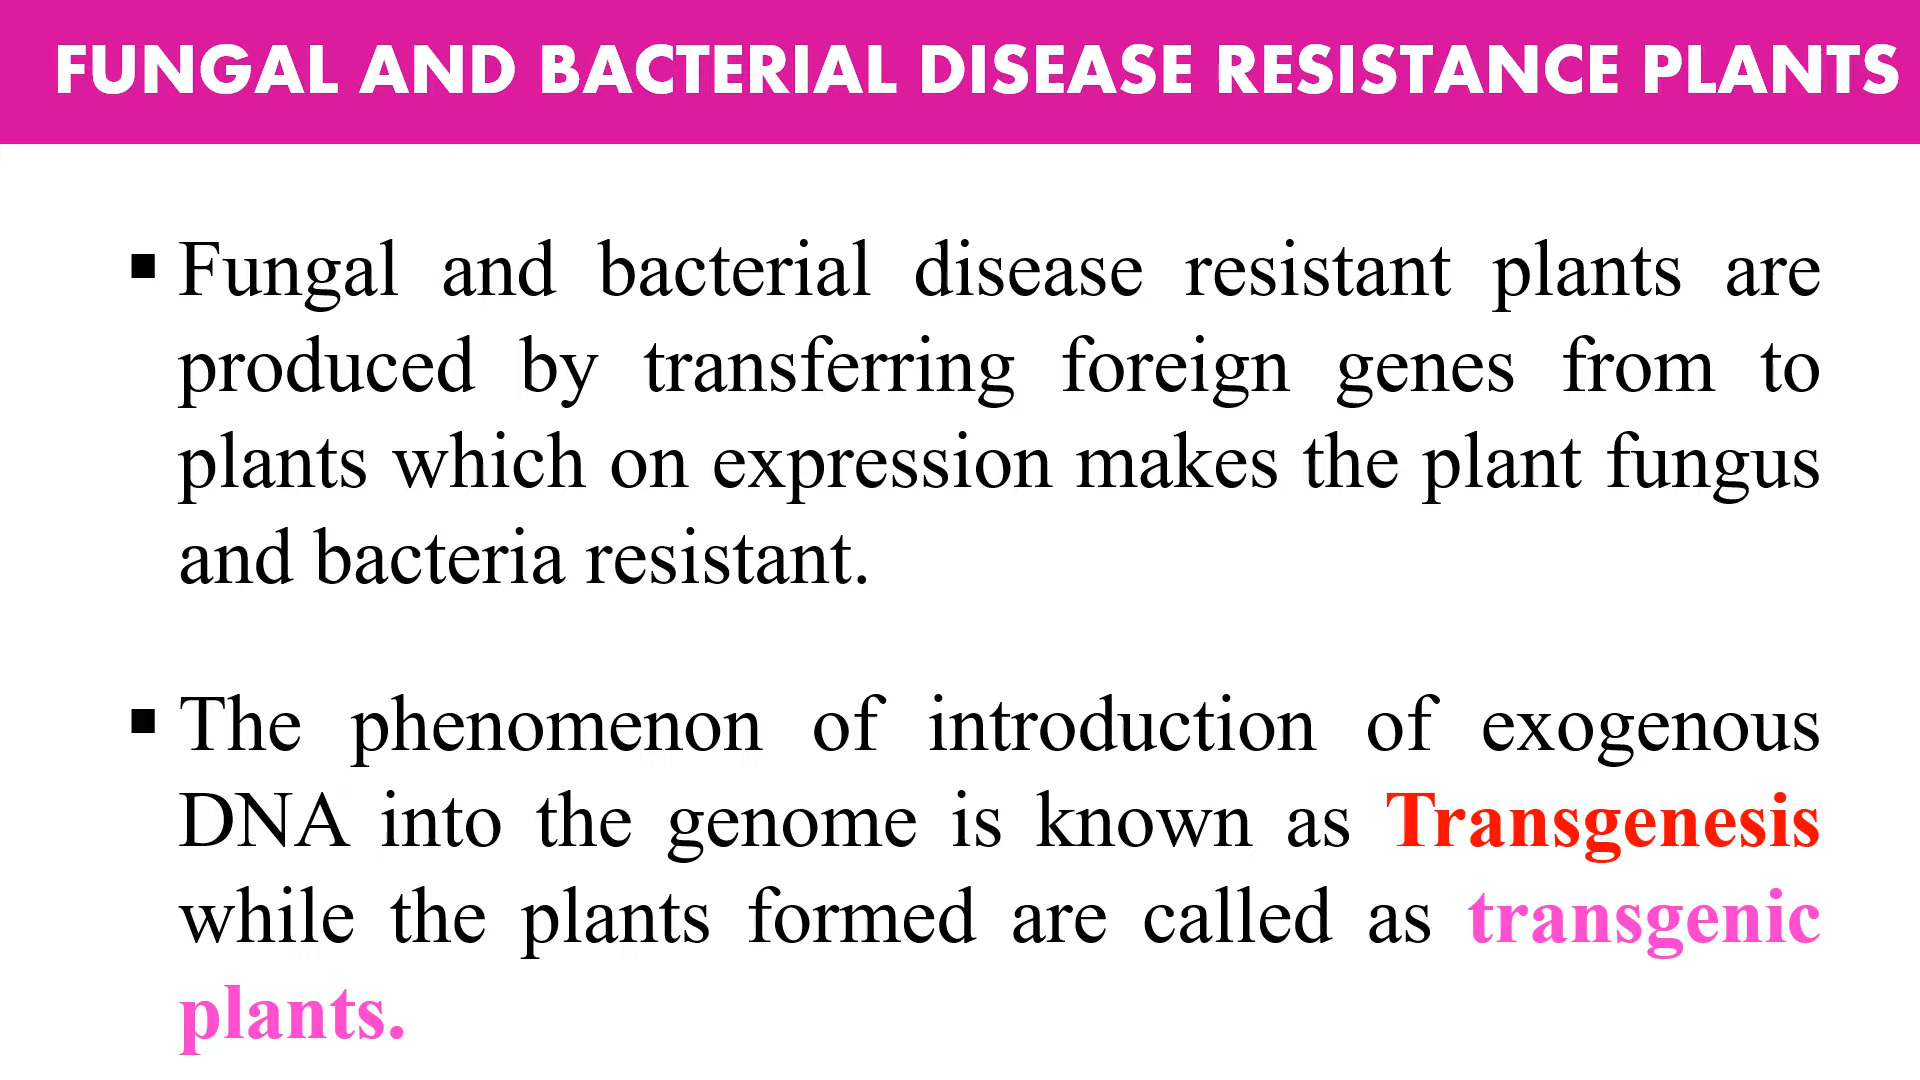 FUNGAL AND BACTERIAL DISEASE RESISTANCE PLANTS
▪ Fungal and bacterial disease resistant plants are
produced by transferring foreign genes from to
plants which on expression makes the plant fungus
and bacteria resistant.
▪ The phenomenon of introduction of exogenous
DNA into the genome is known as Transgenesis
while the plants formed are called as transgenic
plants.